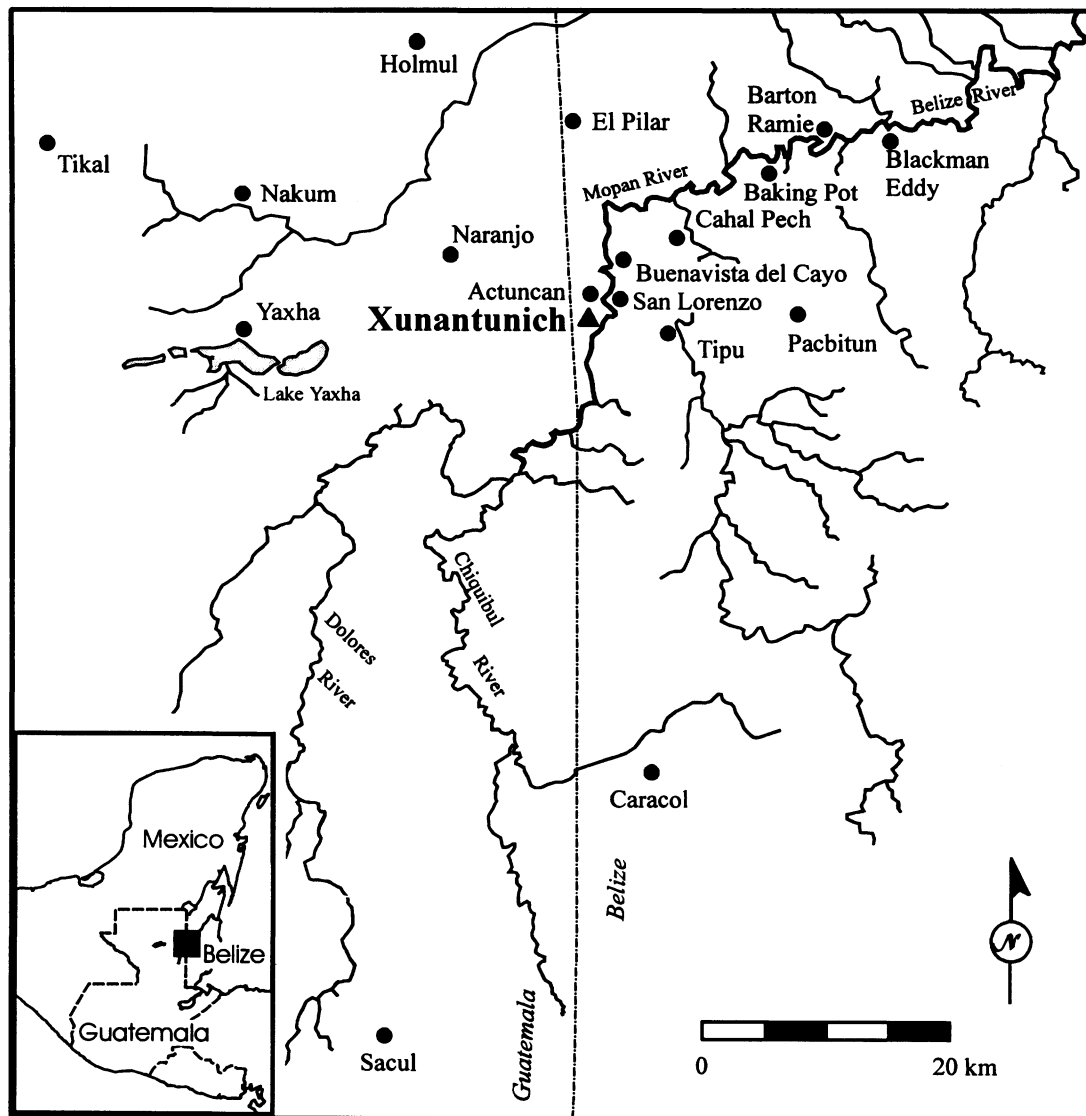 Holmul
Tikal
El Pilar
Barton
Ramie
Belize River
Blackman
Eddy
Nakum
Mopan River
Baking Pot
Cahal Pech
Naranjo
Buenavista del Cayo
Actuncan
San Lorenzo
Xunantunich
Yaxha
Tipu
Pacbitun
Lake Yaxha
Chiquibul
River
Dolores
River
Caracol
Mexico
Belize
Guatemala
Belize
Guatemala
Sacul
N
0
20 km